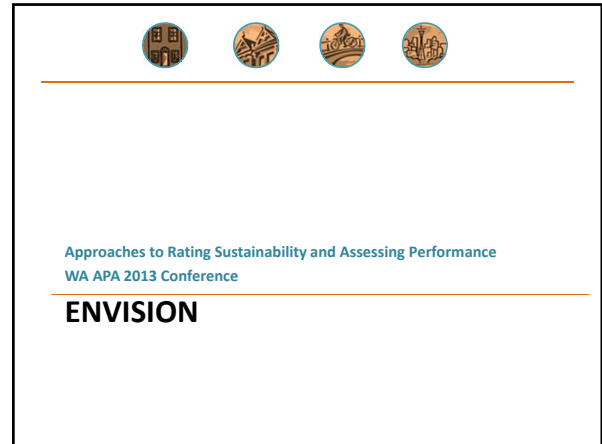 Approaches to Rating Sustainability and Assessing Performance
WA APA 2013 Conference
ENVISION